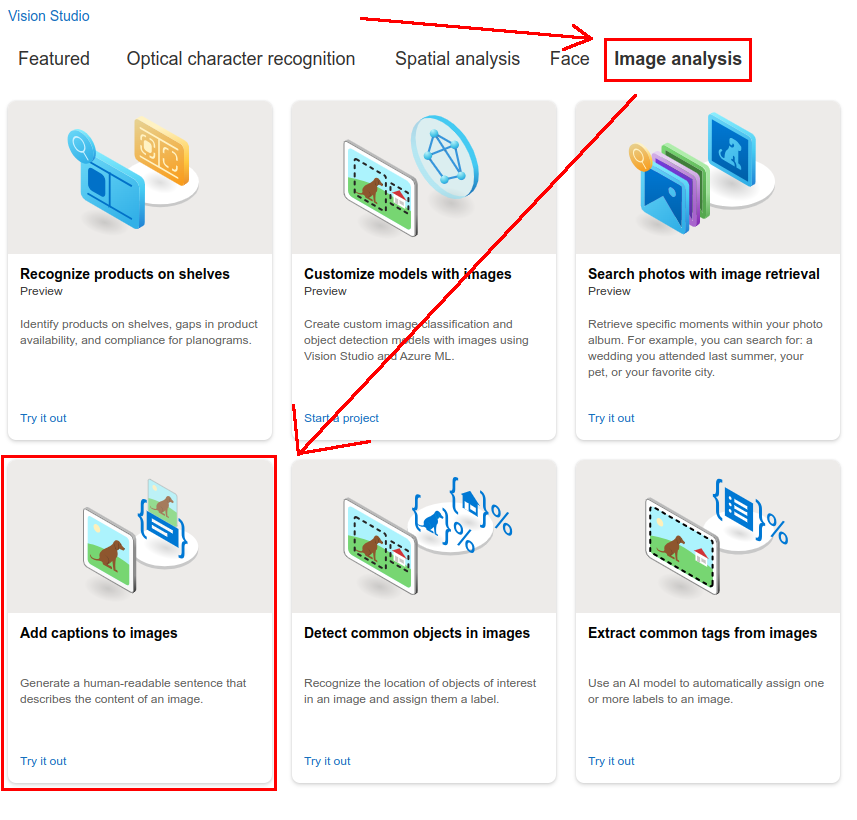 Vision Studio
Featured Optical character recognition Spatial analysis Face Image analysis
Recognize products on shelves
Preview
Identify products on shelves, gaps in product
availability, and compliance for planograms.
Try it out
Customize models with images
Preview
Create custom image classification and
object detection models with images using
Vision Studio and Azure ML.
Start a project
Search photos with image retrieval
Preview
Retrieve specific moments within your photo
album. For example, you can search for: a
wedding you attended last summer, your
pet, or your favorite city.
Try it out
Add captions to images
Generate a human-readable sentence that
describes the content of an image.
Try it out
Detect common objects in images
Recognize the location of objects of interest
in an image and assign them a label.
Try it out
Extract common tags from images
Use an AI model to automatically assign one
or more labels to an image.
Try it out